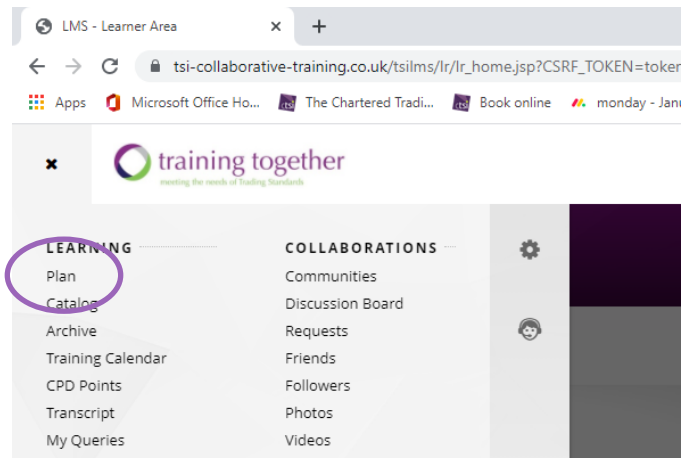 LMS - Learner Area
tsi-collaborative-training.co.uk/tsilms/lr/lr_home.jsp?CSRF_TOKEN=token
Apps Microsoft Office Ho... The Chartered Tradi... Book online monday - Janu
training together
meeting the needs of Trading Standards
LEARNING
Plan
Catalog
Archive
Training Calendar
CPD Points
Transcript
My Queries
COLLABORATIONS
Communities
Discussion Board
Requests
Friends
Followers
Photos
Videos